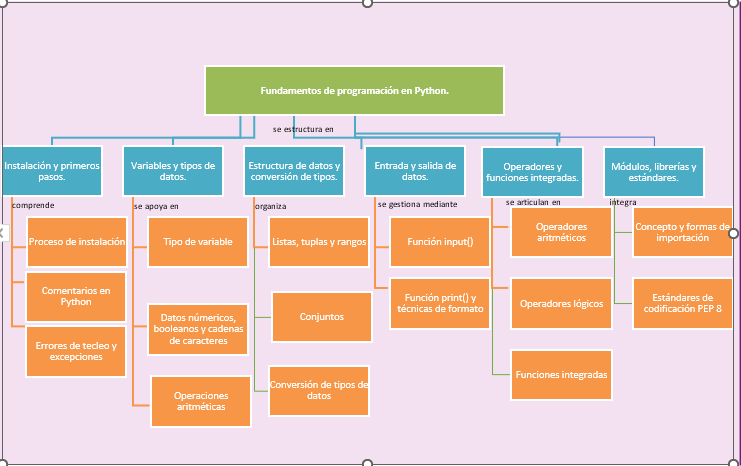 Fundamentos de programación en Python.
se estructura en
Instalación y primeros
pasos.
Variables y tipos de
datos.
Estructura de datos y
conversión de tipos.
Entrada y salida de
datos.
Operadores y
funciones integradas.
Módulos, librerías y
estándares.
comprende
se apoya en
organiza
se gestiona mediante
se articulan en
integra
Proceso de instalación
Comentarios en
Python
Errores de tecleo y
excepciones
Tipo de variable
Datos númericos,
booleanos y cadenas
de caracteres
Operaciones
aritméticas
Listas, tuplas y rangos
Conjuntos
Conversión de tipos de
datos
Función input()
Función print() y
técnicas de formato
Operadores
aritméticos
Operadores lógicos
Funciones integradas
Concepto y formas de
importación
Estándares de
codificación PEP 8